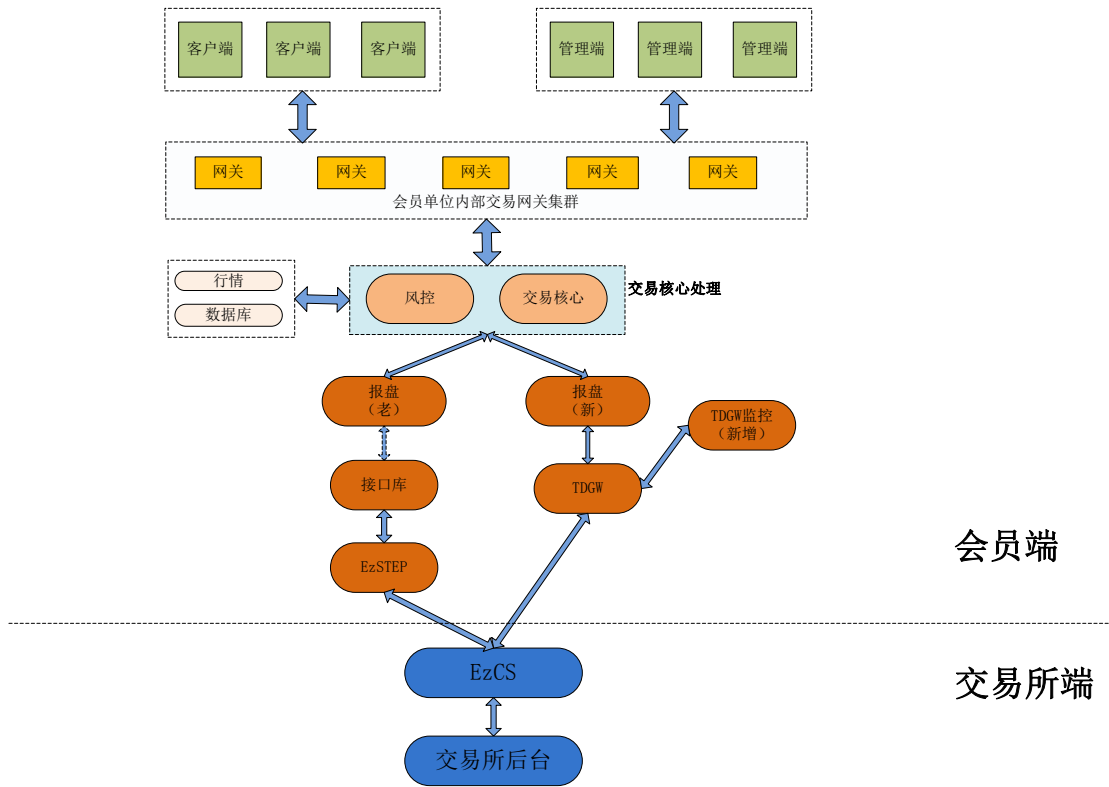 客户端
客户端
客户端
管理端
管理端
管理端
网关
网关
网关
网关
网关
会员单位内部交易网关集群
行情
数据库
风控
交易核心
交易核心处理
报盘
（老）
报盘
（新）
TDGW监控
（新增）
接口库
TDGW
EzSTEP
会员端
EzCS
交易所端
交易所后台